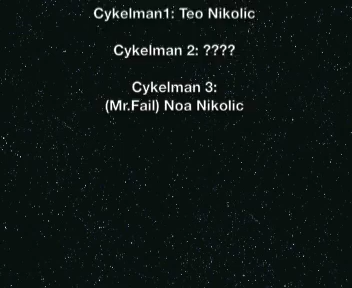 Cykelman1: Teo Nikolic
Cykelman 2: ????
Cykelman 3:
(Mr.Fail) Noa Nikolic